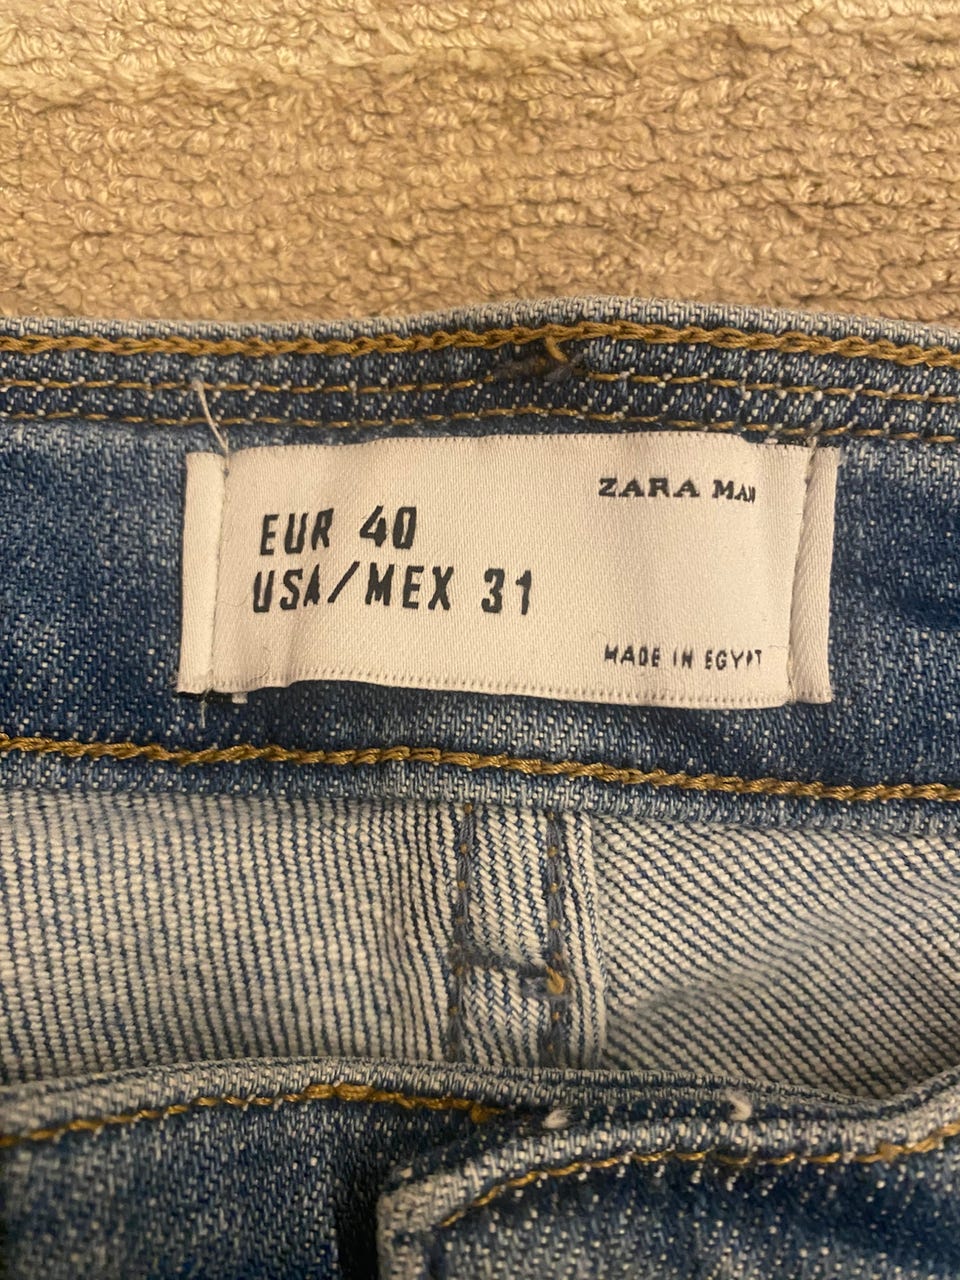 ZARA MAN
EUR 40
USA/MEX 31
MADE IN EGYPT